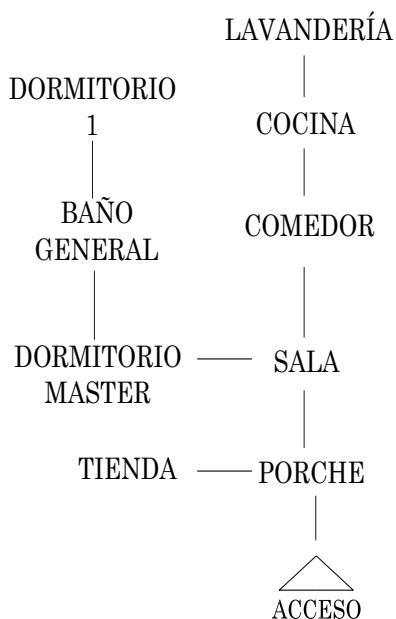 LAVANDERÍA
DORMITORIO
1
COCINA
BAÑO
GENERAL
COMEDOR
DORMITORIO
MASTER
SALA
TIENDA
PORCHE
ACCESO